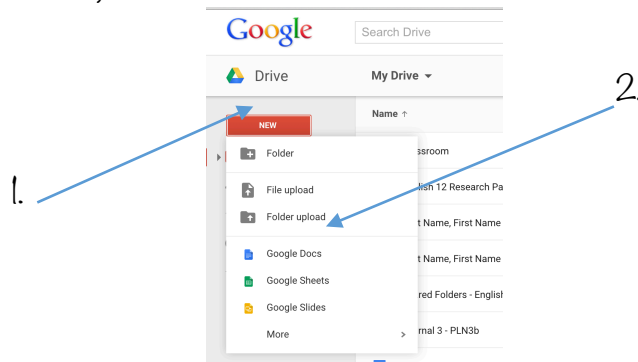 Google Search Drive
Drive My Drive
2.
Name ↑
NEW
Folder
ssroom
1.
File upload
lish 12 Research Pa
Folder upload
t Name, First Name
Google Docs
t Name, First Name
Google Sheets
red Folders - English
Google Slides
rnal 3 - PLN3b
More